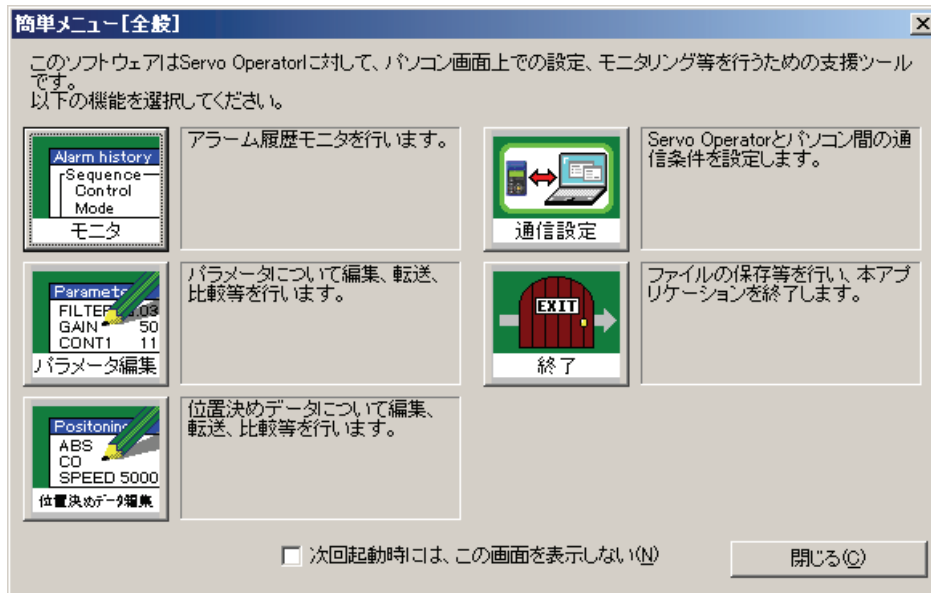 簡単メニュー[全般]
このソフトウェアはServo Operatorに対して、パソコン画面上での設定、モニタリング等を行うための支援ツール
です。
以下の機能を選択してください。
Alarm history
Sequence
Control
Mode
モニタ
アラーム履歴モニタを行います。
通信設定
Servo Operatorとパソコン間の通
信条件を設定します。
FILTER
.03
GAIN 50
CONT1 11
パラメータ編集
パラメータについて編集、転送、
比較等を行います。
EXIT
終了
ファイルの保存等を行い、本アプ
リケーションを終了します。
ABS
CO
SPEED 5000
位置決めデータ編集
位置決めデータについて編集、
転送、比較等を行います。
次回起動時には、この画面を表示しない(N)
閉じる(C)